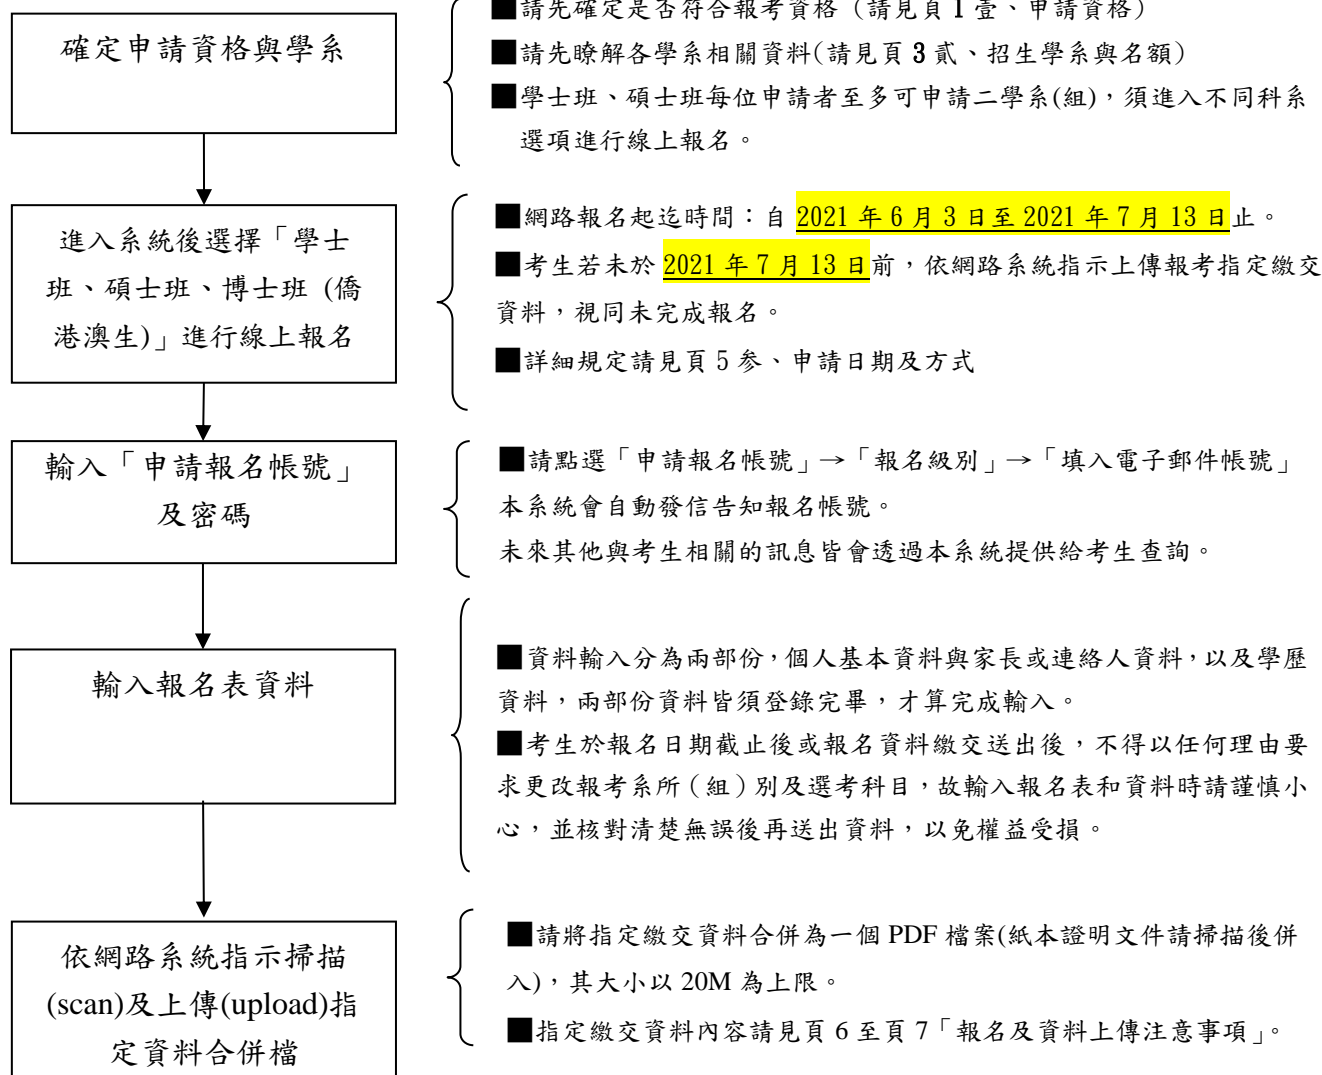 確定申請資格與學系
■請先確定是否符合報考資格（請見頁1壹、申請資格）
■請先瞭解各學系相關資料(請見頁3貳、招生學系與名額)
■學士班、碩士班每位申請者至多可申請二學系(組)，須進入不同科系
選項進行線上報名。
進入系統後選擇「學士
班、碩士班、博士班 (僑
港澳生)」進行線上報名
■網路報名起迄時間：自 2021 年 6 月 3 日至 2021 年 7 月 13 日止。
■考生若未於 2021 年 7 月 13 日前，依網路系統指示上傳報考指定繳交
資料，視同未完成報名。
■詳細規定請見頁 5 参、申請日期及方式
輸入「申請報名帳號」
及密碼
■請點選「申請報名帳號」→「報名級別」→「填入電子郵件帳號」
本系統會自動發信告知報名帳號。
未來其他與考生相關的訊息皆會透過本系統提供給考生查詢。
輸入報名表資料
■資料輸入分為兩部份，個人基本資料與家長或連絡人資料，以及學歷
資料，兩部份資料皆須登錄完畢，才算完成輸入。
■考生於報名日期截止後或報名資料繳交送出後，不得以任何理由要
求更改報考系所（組）別及選考科目，故輸入報名表和資料時請謹慎小
心，並核對清楚無誤後再送出資料，以免權益受損。
依網路系統指示掃描
(scan)及上傳(upload)指
定資料合併檔
■請將指定繳交資料合併為一個 PDF 檔案(紙本證明文件請掃描後併
入)，其大小以 20M 為上限。
■指定繳交資料內容請見頁 6 至頁 7「報名及資料上傳注意事項」。